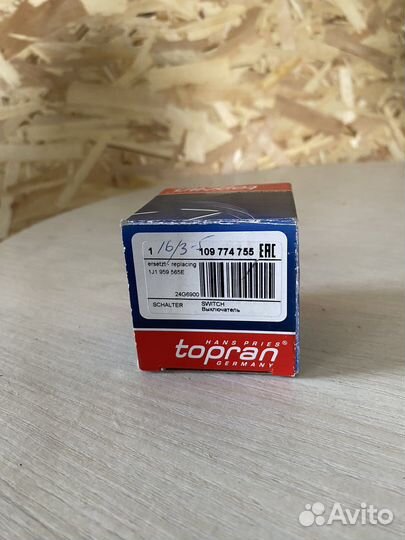 topran
1 16/3-5 109 774 755 EAC
ersetzt - replacing
1J1 959 565E
24G6900
SCHALTER SWITCH
Выключатель
HANS PRIES®
topran
GERMANY
Avito